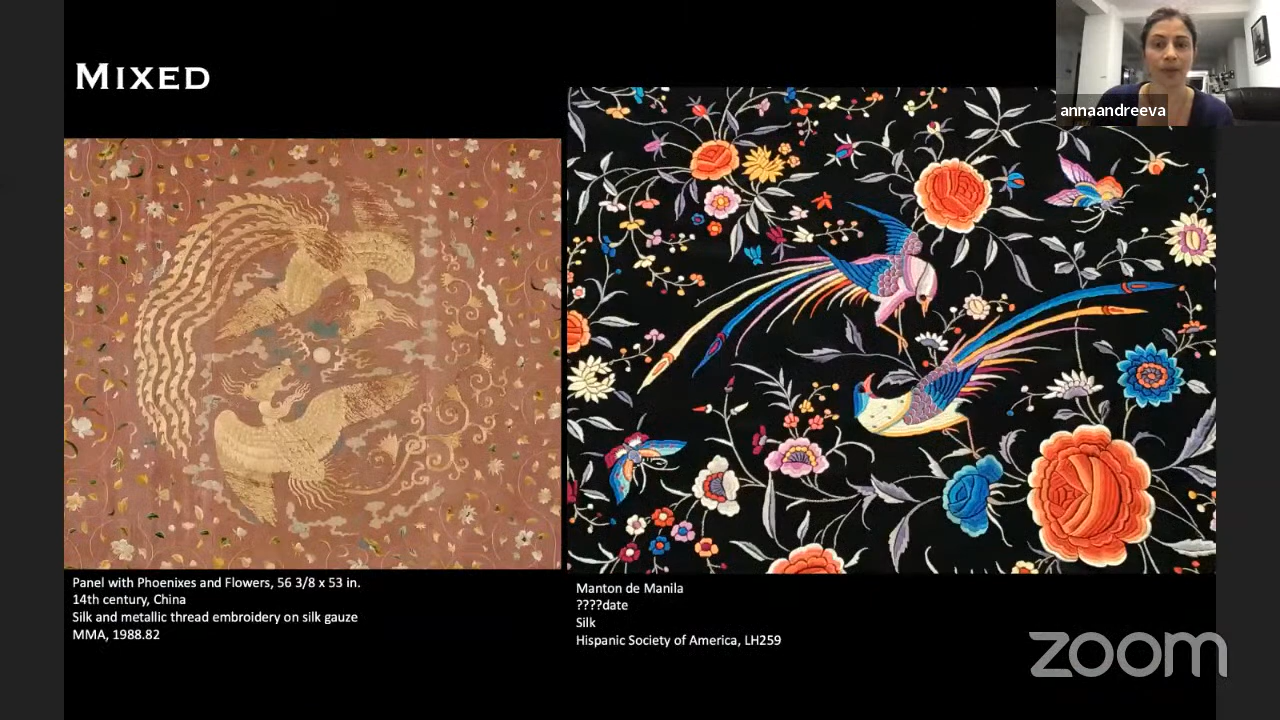 MIXED
annaandreeva
Panel with Phoenixes and Flowers, 56 3/8 x 53 in.
14th century, China
Silk and metallic thread embroidery on silk gauze
MMA, 1988.82
Manton de Manila
????date
Silk
Hispanic Society of America, LH259
zoom